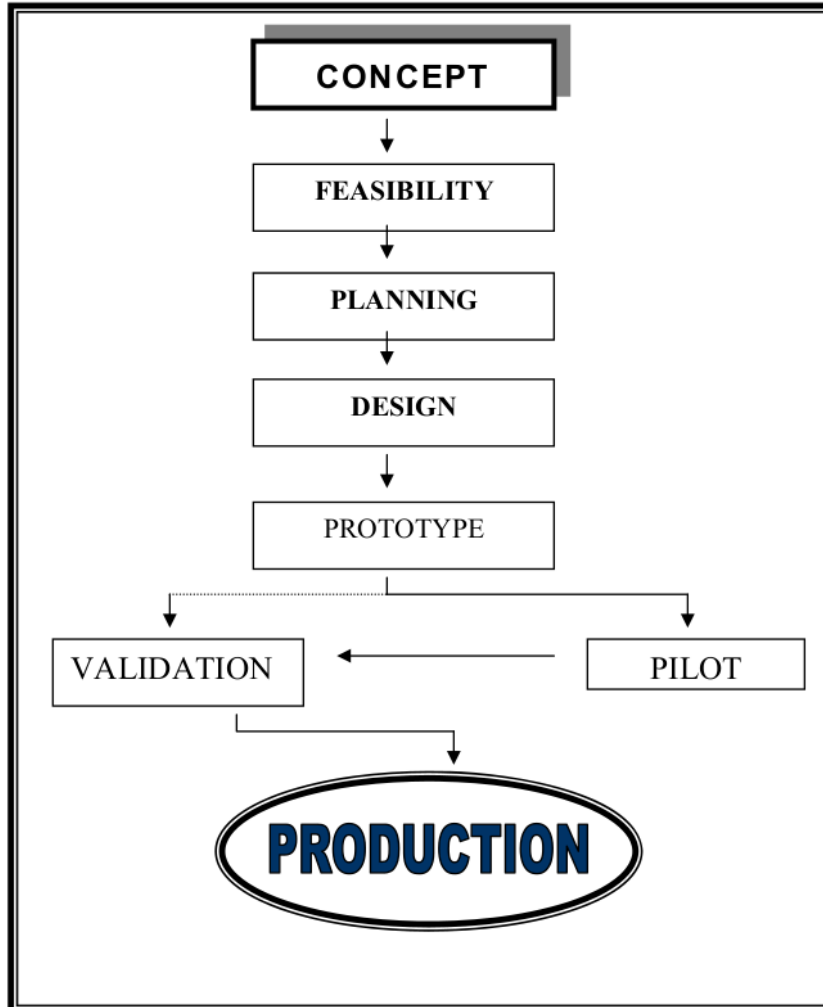 CONCEPT
FEASIBILITY
PLANNING
DESIGN
PROTOTYPE
VALIDATION
PILOT
PRODUCTION